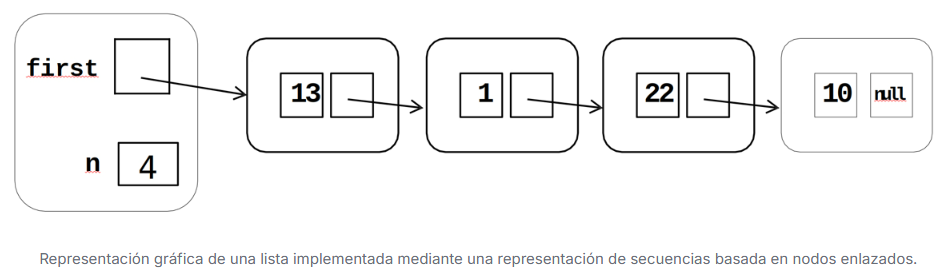 first
13 1 22 10 null
n 4
Representación gráfica de una lista implementada mediante una representación de secuencias basada en nodos enlazados.